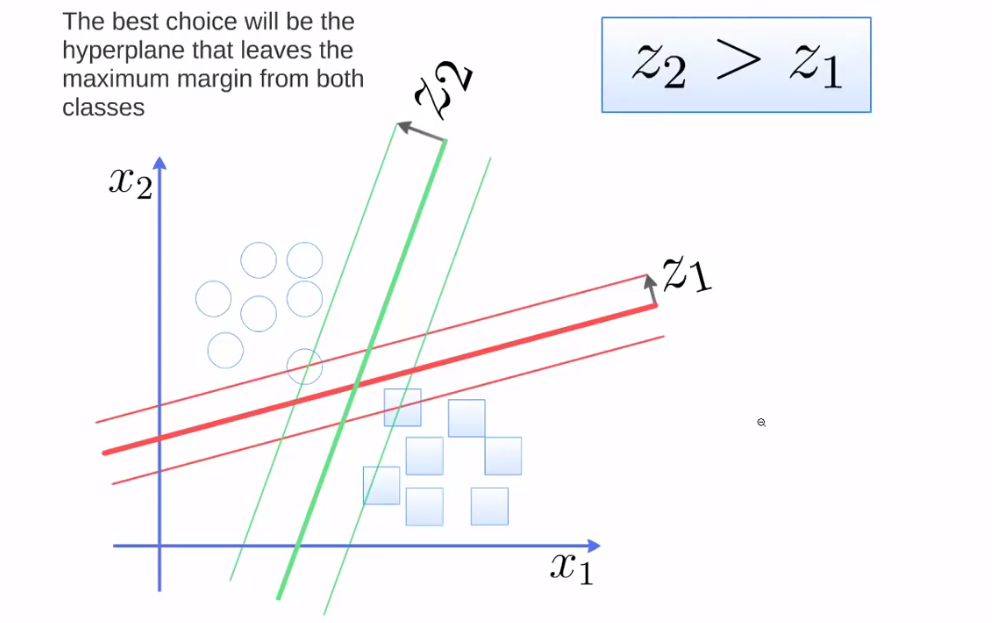 The best choice will be the
hyperplane that leaves the
maximum margin from both
classes
z₂ > z₁
z₂
x₂
z₁
x₁